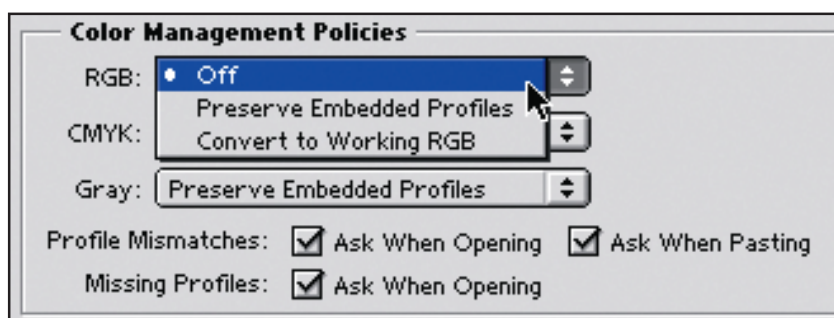 Color Management Policies
RGB: Off
Preserve Embedded Profiles
CMYK:
Convert to Working RGB
Gray: Preserve Embedded Profiles
Profile Mismatches: Ask When Opening Ask When Pasting
Missing Profiles: Ask When Opening